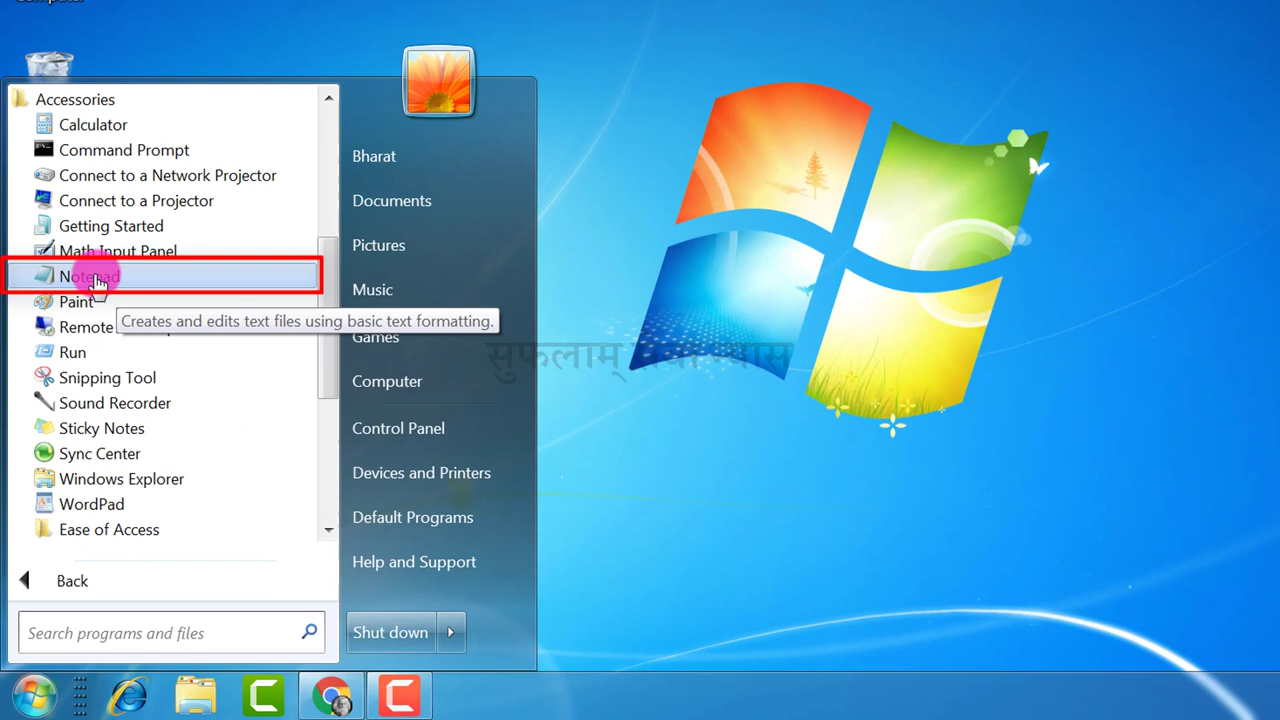 Accessories
Calculator
Command Prompt
Connect to a Network Projector
Connect to a Projector
Getting Started
Math Input Panel
Notepad
Paint
Creates and edits text files using basic text formatting.
Remote
Run
Snipping Tool
Sound Recorder
Sticky Notes
Sync Center
Windows Explorer
WordPad
Ease of Access
Back
Search programs and files
Bharat
Documents
Pictures
Music
Games
Computer
Control Panel
Devices and Printers
Default Programs
Help and Support
Shut down
सुफलाम् सेवा न्यास